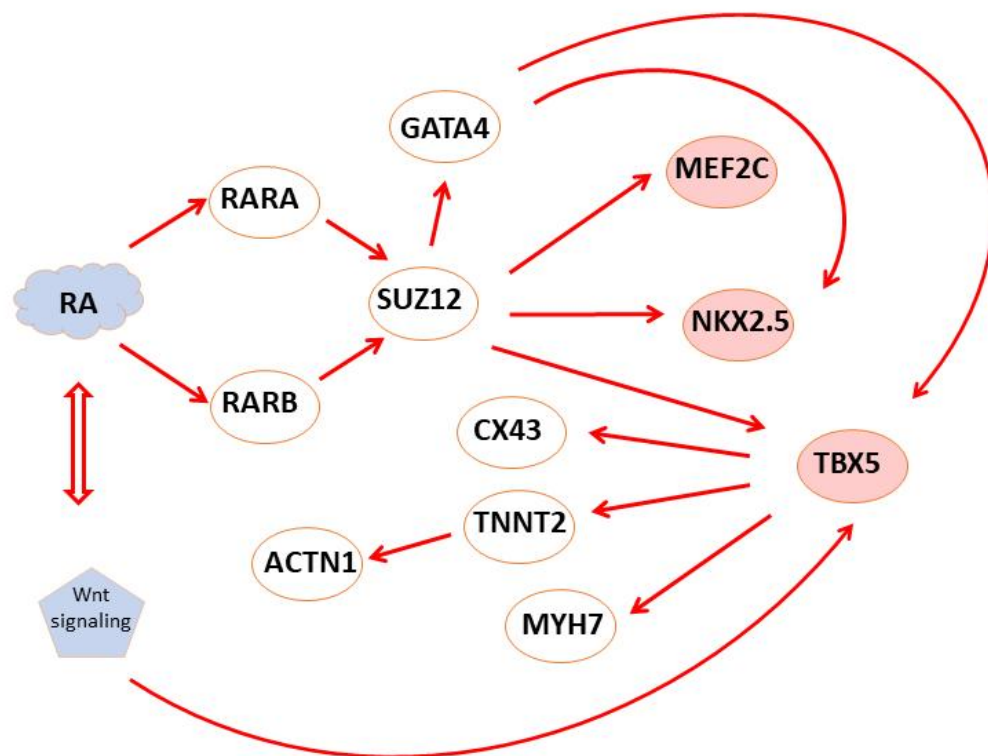 GATA4
MEF2C
RARA
RA
SUZ12
NKX2.5
RARB
CX43
TBX5
TNNT2
ACTN1
Wnt
signaling
MYH7